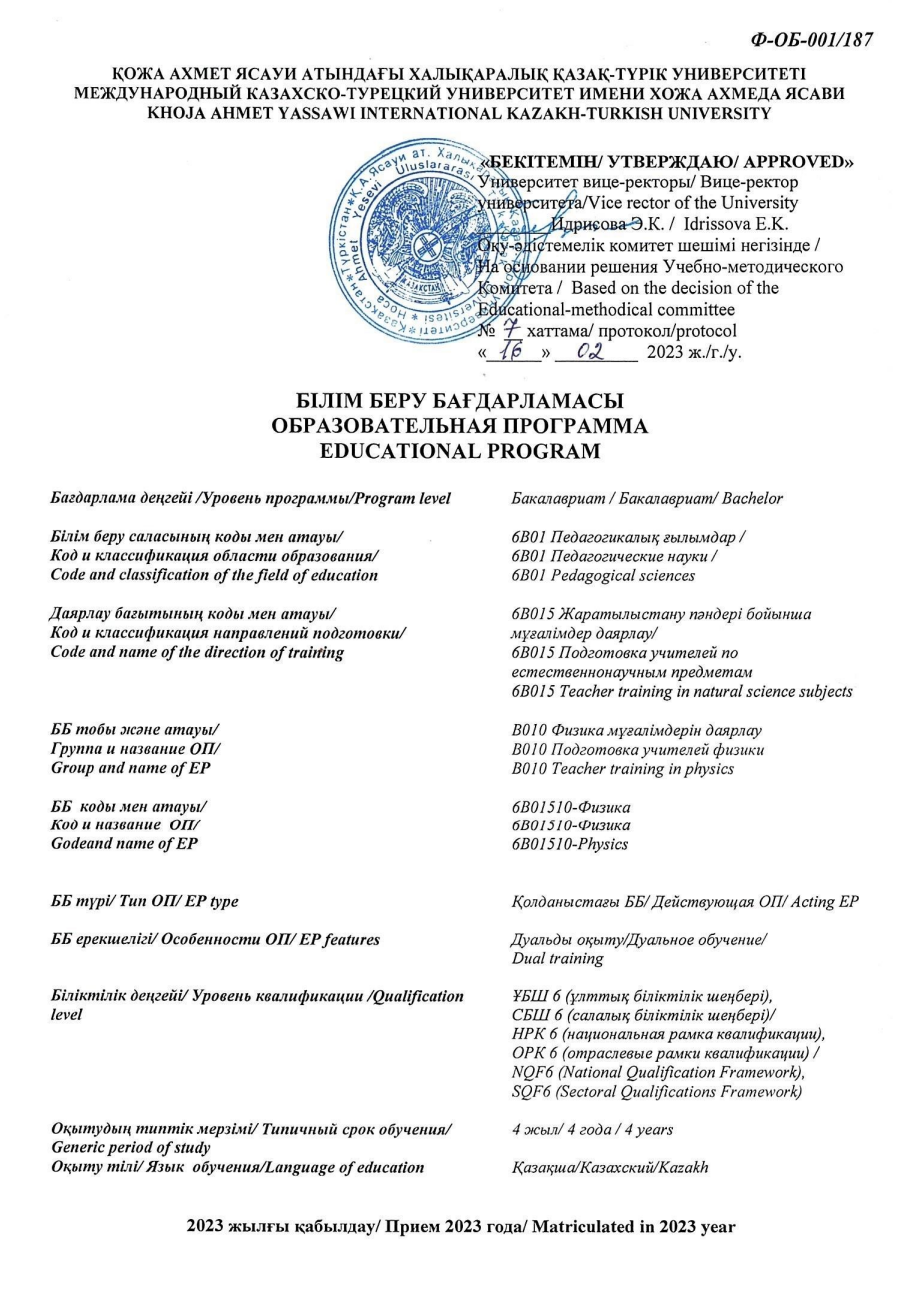 Ф-ОБ-001/187
ҚОЖА АХМЕТ ЯСАУИ АТЫНДАҒЫ ХАЛЫҚАРАЛЫҚ ҚАЗАҚ-ТҮРІК УНИВЕРСИТЕТІ
МЕЖДУНАРОДНЫЙ КАЗАХСКО-ТУРЕЦКИЙ УНИВЕРСИТЕТ ИМЕНИ ХОЖА АХМЕДА ЯСАВИ
KHOJA AHMET YASSAWI INTERNATIONAL KAZAKH-TURKISH UNIVERSITY
«БЕКІТЕМІН/ УТВЕРЖДАЮ/ APPROVED»
Университет вице-ректоры/ Вице-ректор
университета/Vice rector of the University
Идрисова Э.К. / Idrissova E.K.
Оқу-әдістемелік комитет шешімі негізінде /
На основании решения Учебно-методического
Комитета / Based on the decision of the
Educational-methodical committee
№ 7 хаттама/ протокол/protocol
« 16 » 02 2023 ж./г./у.
БІЛІМ БЕРУ БАҒДАРЛАМАСЫ
ОБРАЗОВАТЕЛЬНАЯ ПРОГРАММА
EDUCATIONAL PROGRAM
Бағдарлама деңгейі /Уровень программы/Program level
Бакалавриат / Бакалавриат/ Bachelor
Білім беру саласының коды мен атауы/
Код и классификация области образования/
Code and classification of the field of education
6В01 Педагогикалық ғылымдар /
6В01 Педагогические науки /
6В01 Pedagogical sciences
Даярлау бағытының коды мен атауы/
Код и классификация направлений подготовки/
Code and name of the direction of training
6В015 Жаратылыстану пәндері бойынша
мұғалімдер даярлау/
6В015 Подготовка учителей по
естественнонаучным предметам
6В015 Teacher training in natural science subjects
ББ тобы және атауы/
Группа и название ОП/
Group and name of EP
В010 Физика мұғалімдерін даярлау
В010 Подготовка учителей физики
В010 Teacher training in physics
ББ коды мен атауы/
Код и название ОП/
Godeand name of EP
6В01510-Физика
6В01510-Физика
6В01510-Physics
ББ түрі/ Тип ОП/ EP type
Қолданыстағы ББ/ Действующая ОП/ Acting EP
ББ ерекшелігі/ Особенности ОП/ EP features
Дуальды оқыту/Дуальное обучение/
Dual training
Біліктілік деңгейі/ Уровень квалификации /Qualification
level
ҰБШ 6 (ұлттық біліктілік шеңбері),
СБШ 6 (салалық біліктілік шеңбері)/
НРК 6 (национальная рамка квалификации),
ОРК 6 (отраслевые рамки квалификации) /
NQF6 (National Qualification Framework),
SQF6 (Sectoral Qualifications Framework)
Оқытудың типтік мерзімі/ Типичный срок обучения/
Generic period of study
4 жыл/ 4 года / 4 years
Оқыту тілі/ Язык обучения/Language of education
Қазақша/Казахский/Kazakh
2023 жылғы қабылдау/ Прием 2023 года/ Matriculated in 2023 year